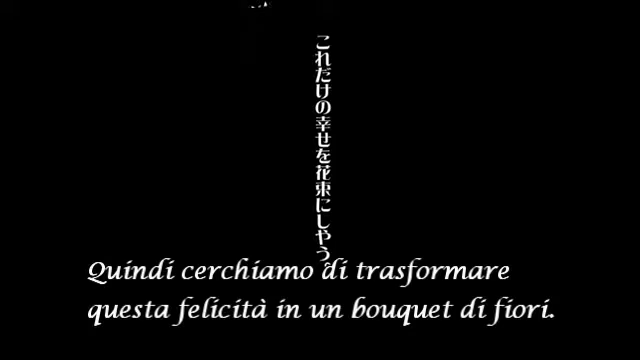 これだけの幸せを花束にしやう。
Quindi cerchiamo di trasformare
questa felicità in un bouquet di fiori.